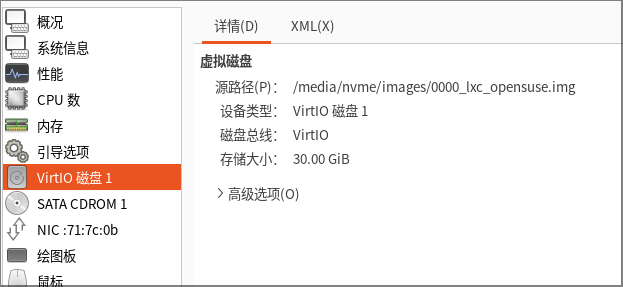 概况
系统信息
性能
CPU 数
内存
引导选项
VirtIO 磁盘 1
SATA CDROM 1
NIC :71:7c:0b
绘图板
鼠标
详情(D) XML(X)
虚拟磁盘
源路径(P): /media/nvme/images/0000_lxc_opensuse.img
设备类型: VirtIO 磁盘 1
磁盘总线: VirtIO
存储大小: 30.00 GiB
高级选项(O)